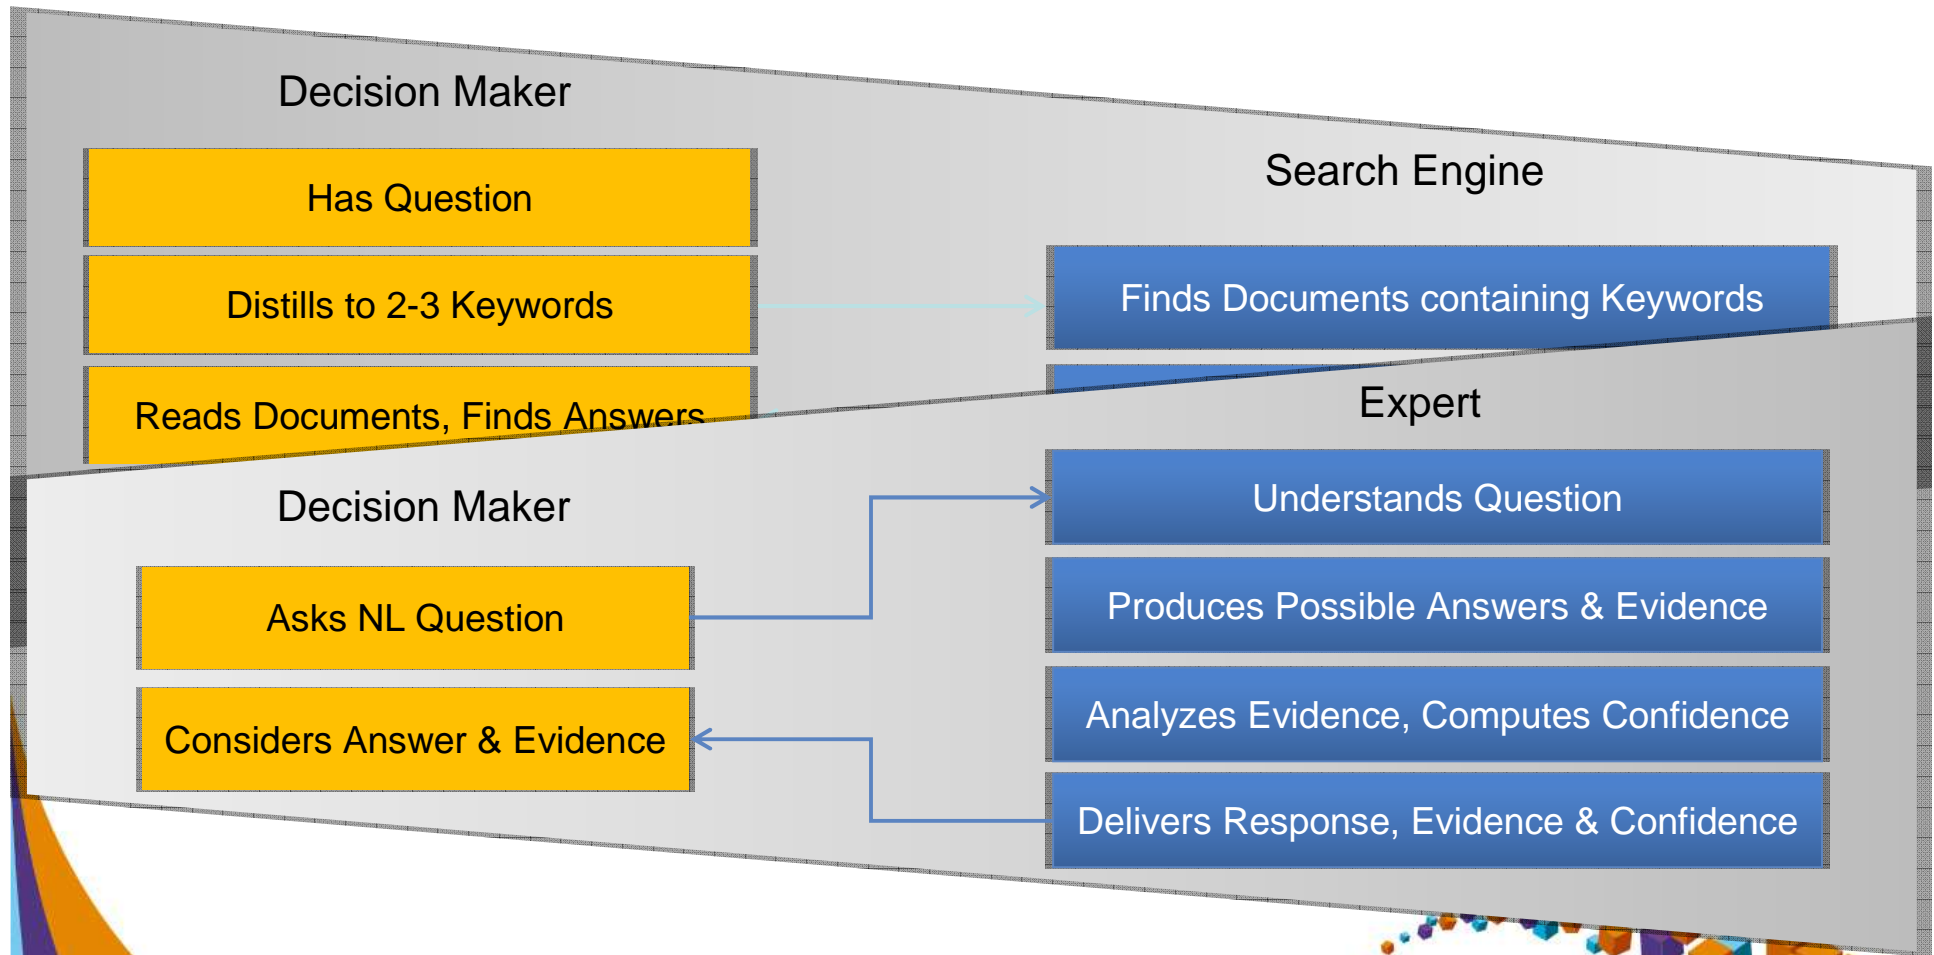 Decision Maker
Search Engine
Has Question
Distills to 2-3 Keywords
Finds Documents containing Keywords
Reads Documents, Finds Answers
Expert
Decision Maker
Understands Question
Asks NL Question
Produces Possible Answers & Evidence
Considers Answer & Evidence
Analyzes Evidence, Computes Confidence
Delivers Response, Evidence & Confidence